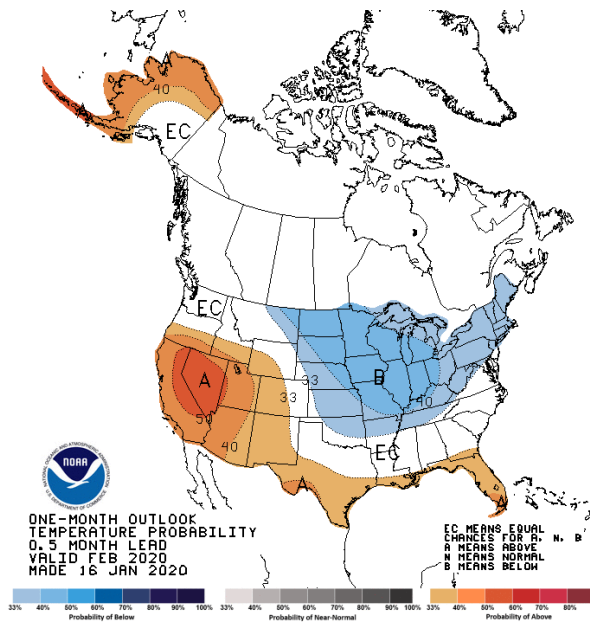 A
40
A
EC
EC
A
B
33
33
50
40
40
EC
A
A
NATIONAL OCEANIC AND ATMOSPHERIC ADMINISTRATION
NOAA
U.S. DEPARTMENT OF COMMERCE
ONE-MONTH OUTLOOK
TEMPERATURE PROBABILITY
0.5 MONTH LEAD
VALID FEB 2020
MADE 16 JAN 2020
EC MEANS EQUAL
CHANCES FOR A, N, B
A MEANS ABOVE
N MEANS NORMAL
B MEANS BELOW
33% 40% 50% 60% 70% 80% 90% 100%
Probability of Below
33% 40% 50% 60% 70% 80% 90% 100%
Probability of Near-Normal
33% 40% 50% 60% 70% 80% 90% 100%
Probability of Above